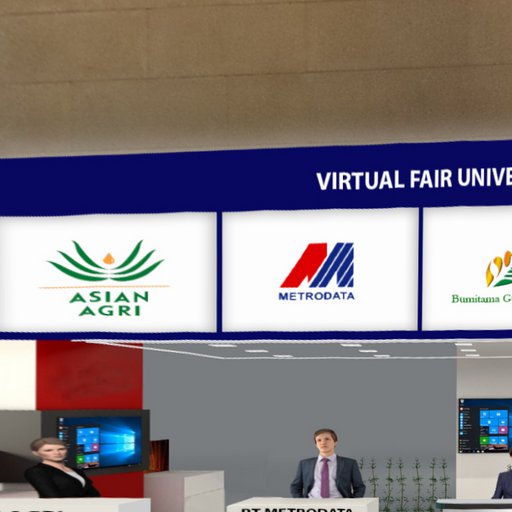 VIRTUAL FAIR UNIVE
ASIAN
AGRI
METRODATA
Bumitama G
PT METRODATA